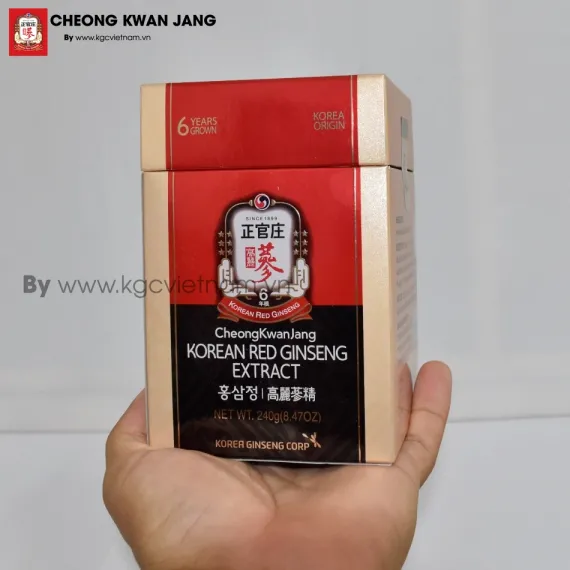 CHEONG KWAN JANG
By www.kgcvietnam.vn
6 YEARS GROWN
KOREA
ORIGIN
SINCE 1899
正官庄
蔘
6
年根
KOREAN RED GINSENG
By www.kgcvietnam.vn
CheongKwanJang
KOREAN RED GINSENG
EXTRACT
홍삼정 | 高麗蔘精
NET WT. 240g(8.47OZ)
KOREA GINSENG CORP